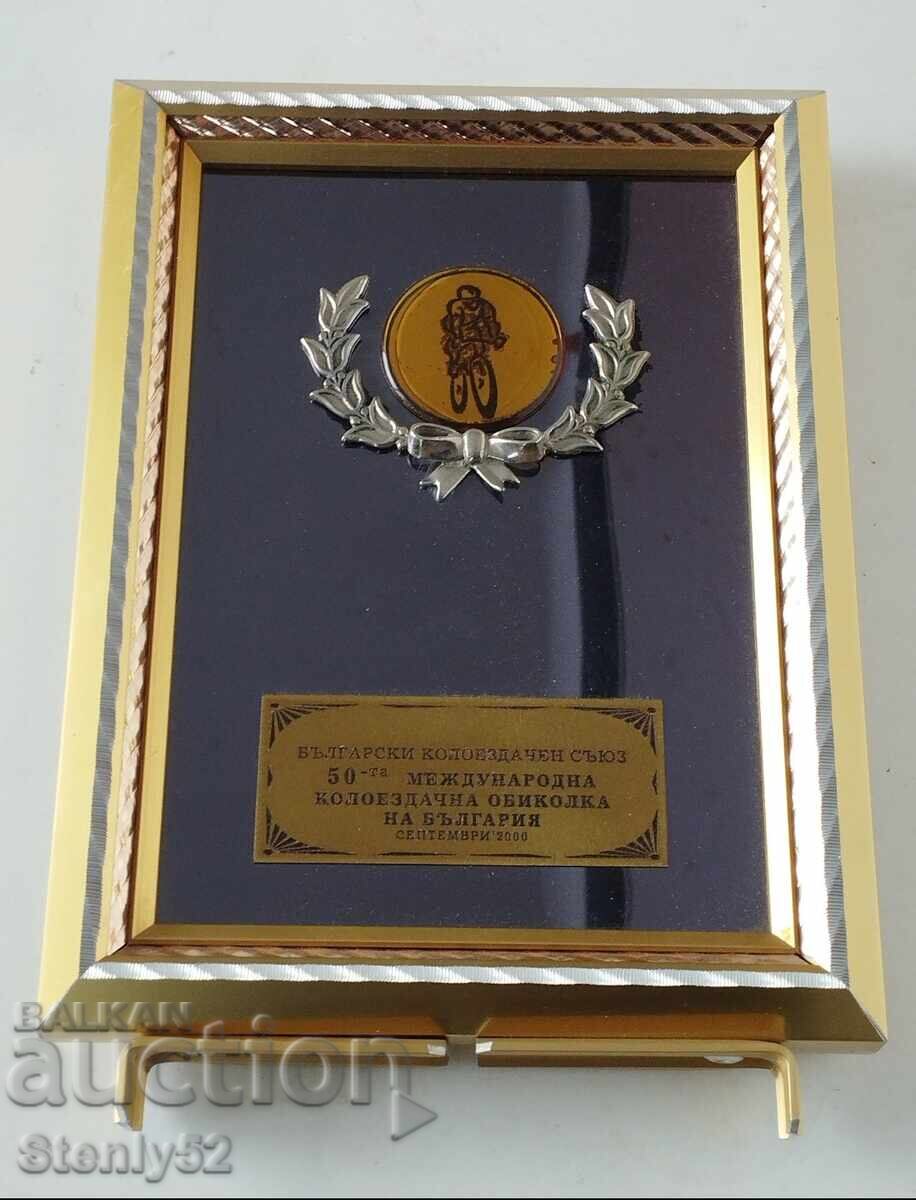 БЪЛГАРСКИ КОЛОЕЗДАЧЕН СЪЮЗ
50-та МЕЖДУНАРОДНА
КОЛОЕЗДАЧНА ОБИКОЛКА
НА БЪЛГАРИЯ
СЕПТЕМВРИ'2000
BALKAN
auction
Stenly52